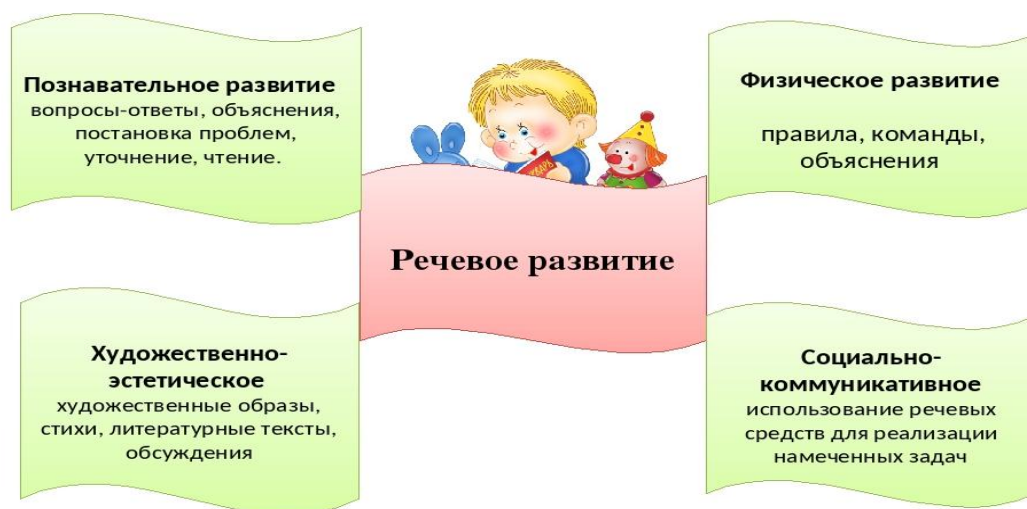 Познавательное развитие
вопросы-ответы, объяснения,
постановка проблем,
уточнение, чтение.
Физическое развитие
правила, команды,
объяснения
Речевое развитие
Художественно-
эстетическое
художественные образы,
стихи, литературные тексты,
обсуждения
Социально-
коммуникативное
использование речевых
средств для реализации
намеченных задач